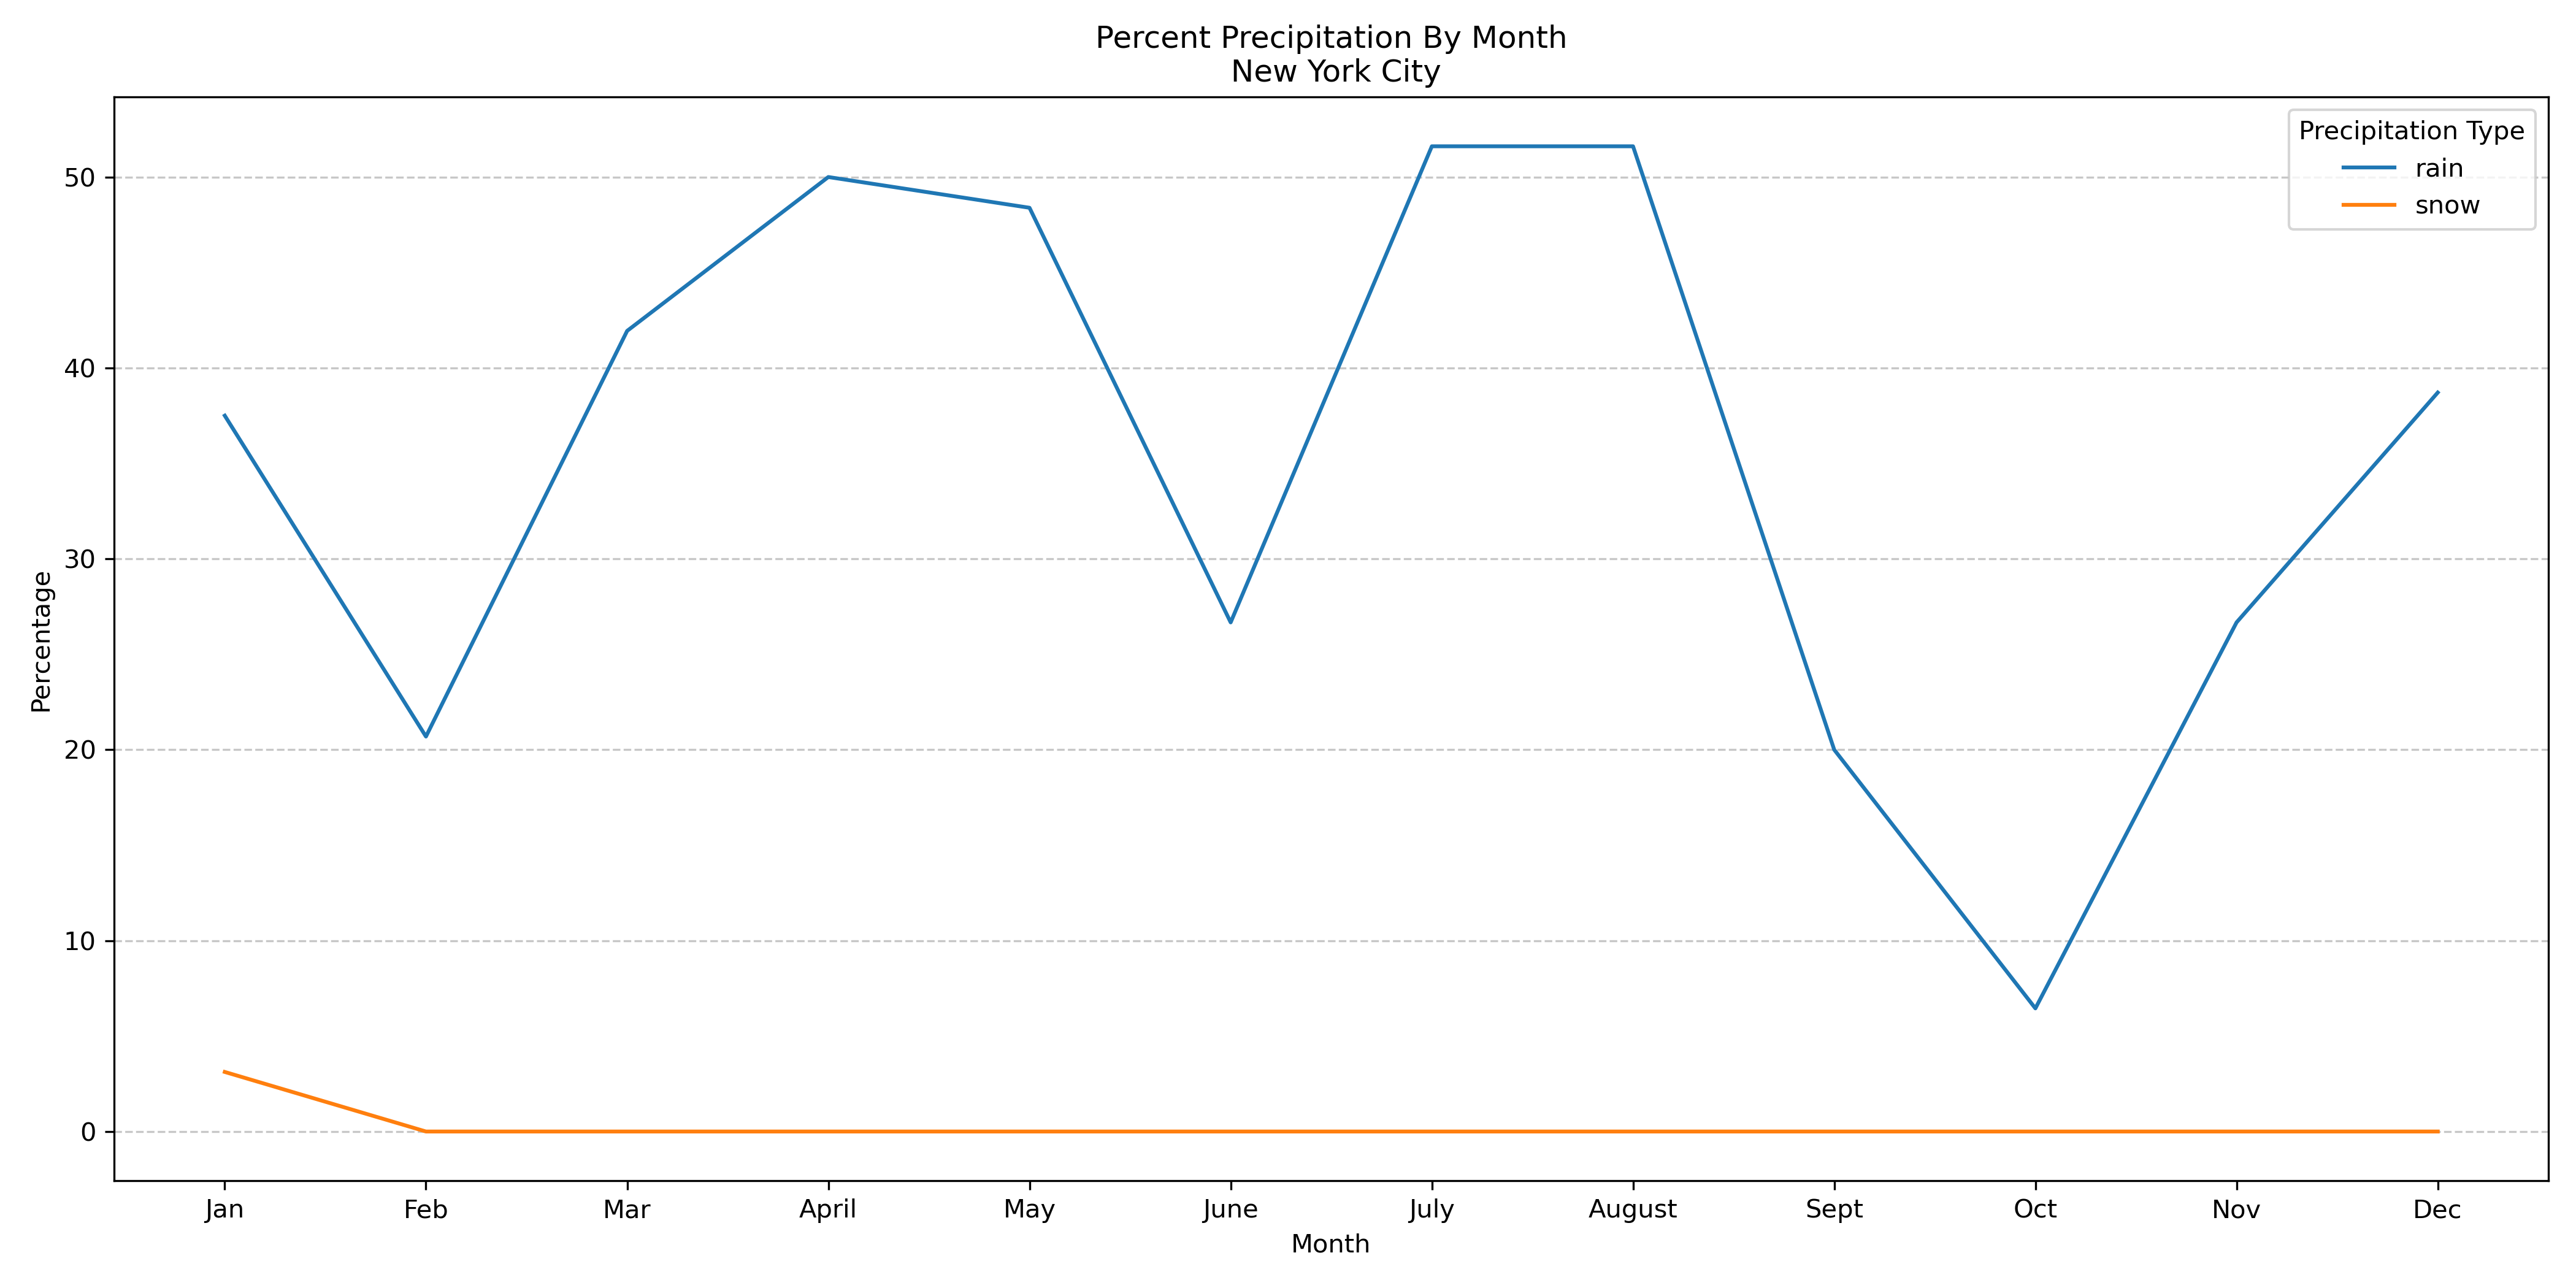 Percent Precipitation By Month
New York City
Precipitation Type
rain
snow
50
40
30
20
10
0
Percentage
Jan Feb Mar April May June July August Sept Oct Nov Dec
Month